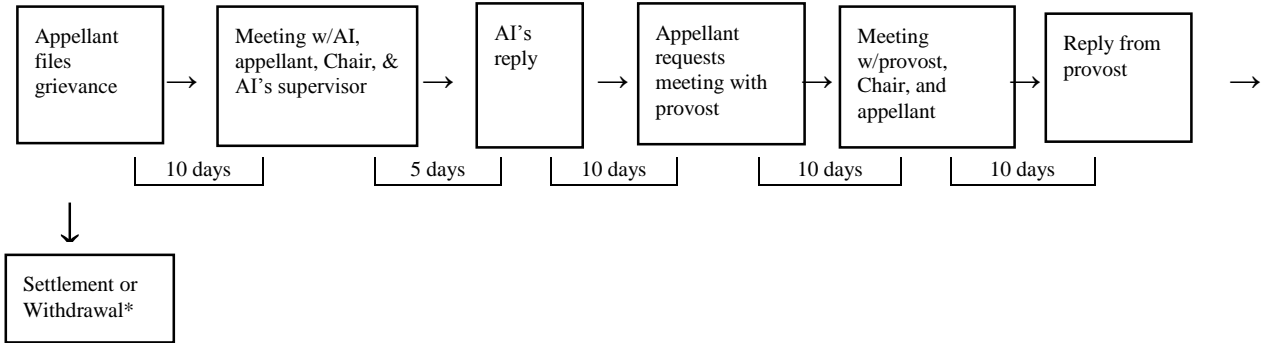 Appellant
files
grievance
→
Meeting w/AI,
appellant, Chair, &
AI’s supervisor
→
AI’s
reply
→
Appellant
requests
meeting with
provost
→
Meeting
w/provost,
Chair, and
appellant
→
Reply from
provost
→
10 days
5 days
10 days
10 days
10 days
↓
Settlement or
Withdrawal*